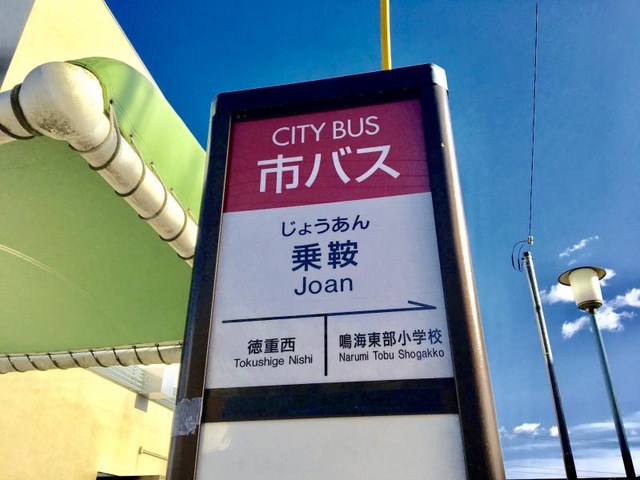 CITY BUS
市バス
じょうあん
乗鞍
Joan
徳重西
Tokushige Nishi
鳴海東部小学校
Narumi Tobu Shogakko